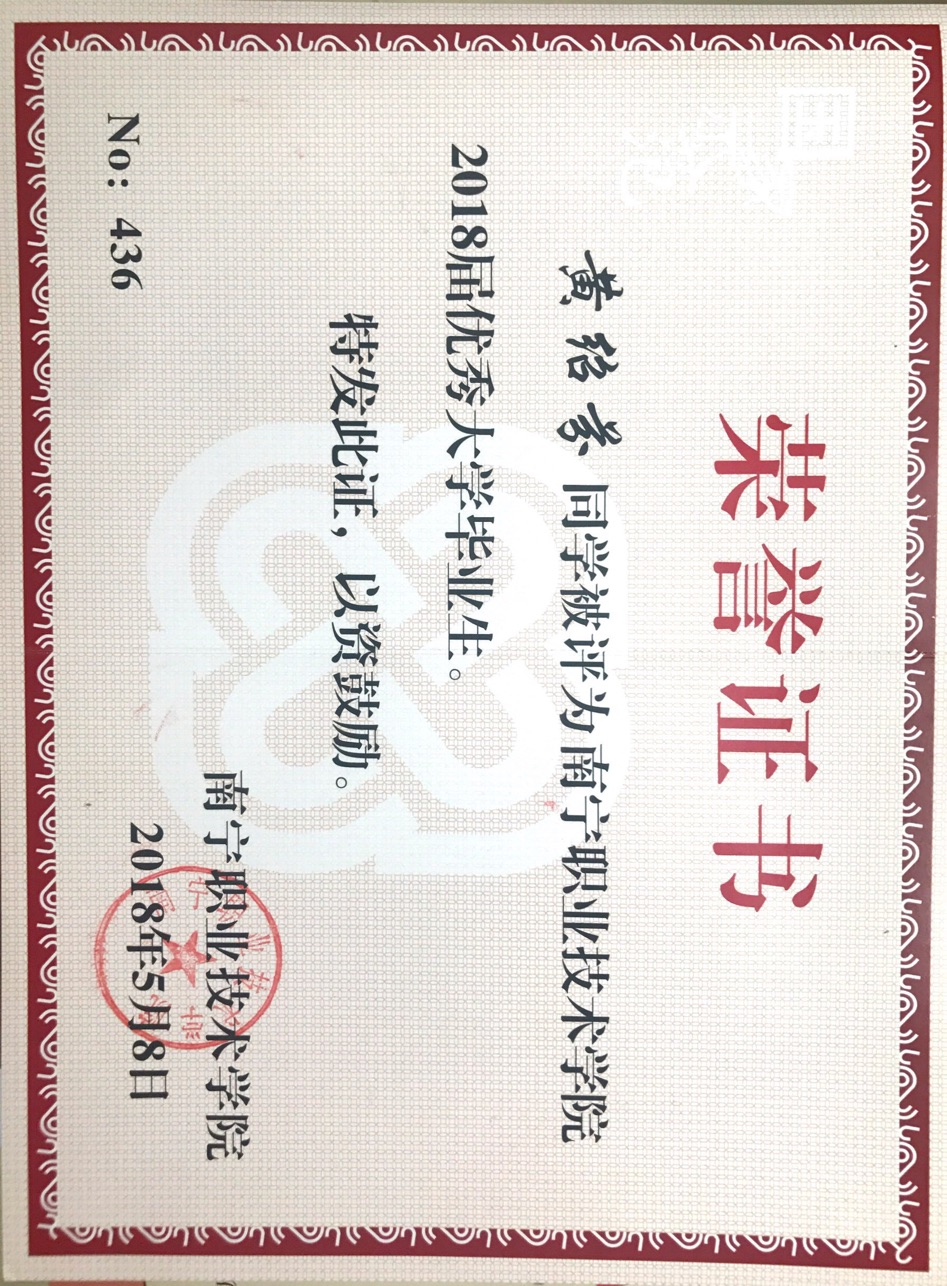 荣誉证书
黄绍棠 同学被评为南宁职业技术学院
2018届优秀大学毕业生。
特发此证，以资鼓励。
南宁职业技术学院
2018年5月8日
No: 436